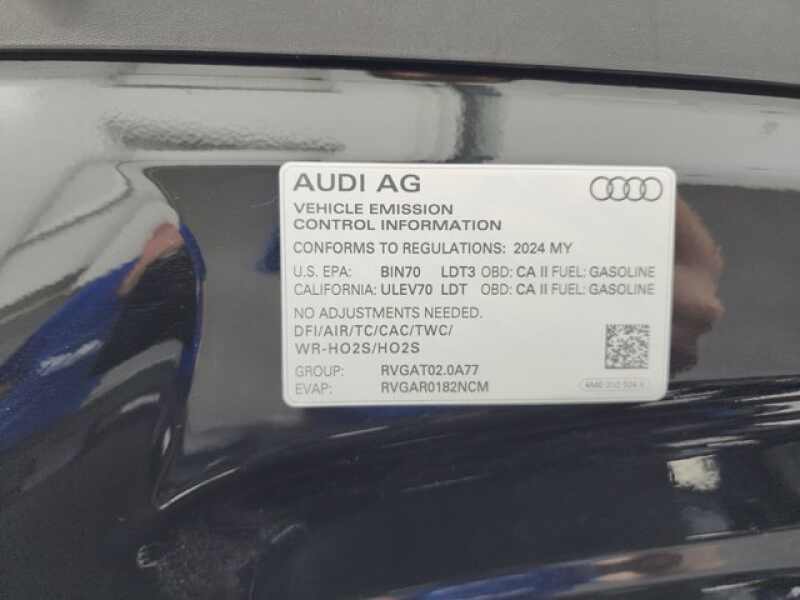 AUDI AG
VEHICLE EMISSION
CONTROL INFORMATION
CONFORMS TO REGULATIONS: 2024 MY
U.S. EPA: BIN70 LDT3 OBD: CA II FUEL: GASOLINE
CALIFORNIA: ULEV70 LDT OBD: CA II FUEL: GASOLINE
NO ADJUSTMENTS NEEDED.
DFI/AIR/TC/CAC/TWC/
WR-HO2S/HO2S
GROUP: RVGAT02.0A77
EVAP: RVGAR0182NCM